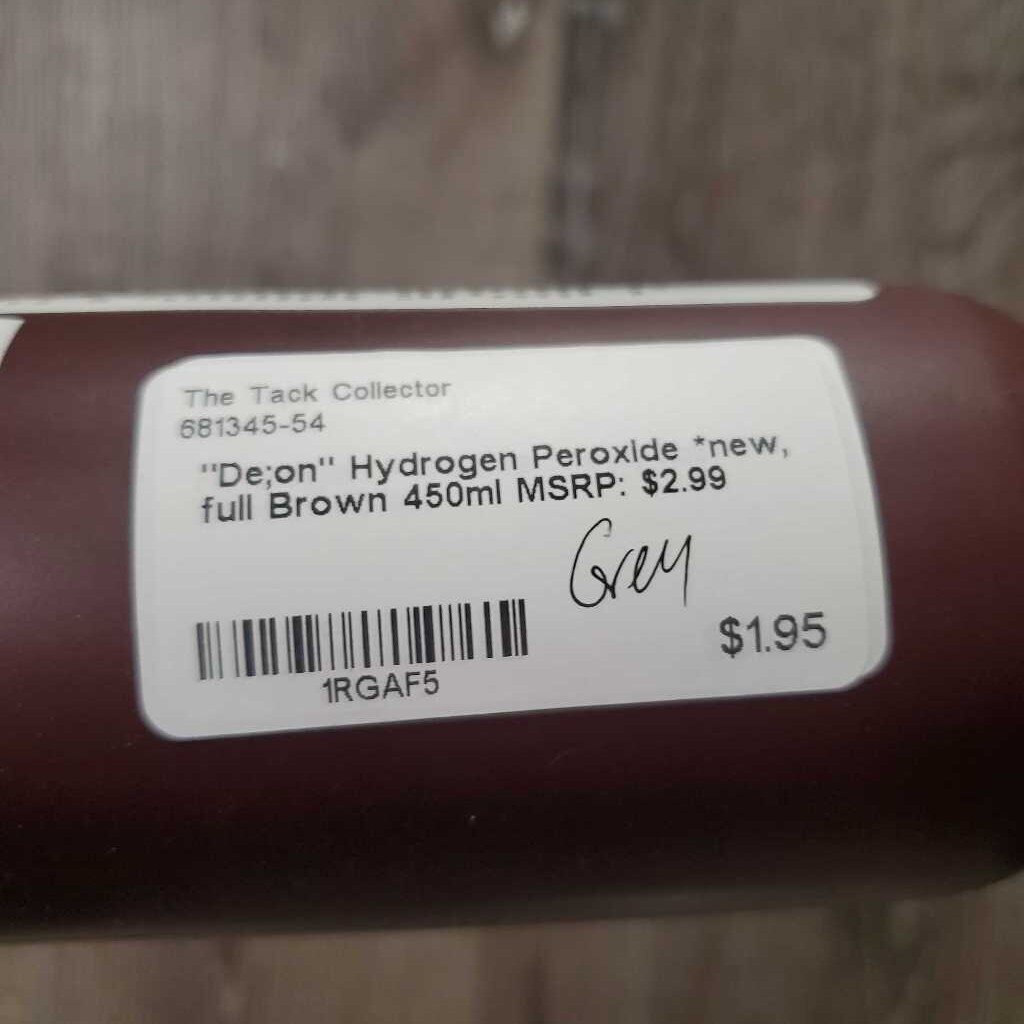 The Tack Collector
681345-54
"De;on" Hydrogen Peroxide *new,
full Brown 450ml MSRP: $2.99
Grey
$1.95
1RGAF5